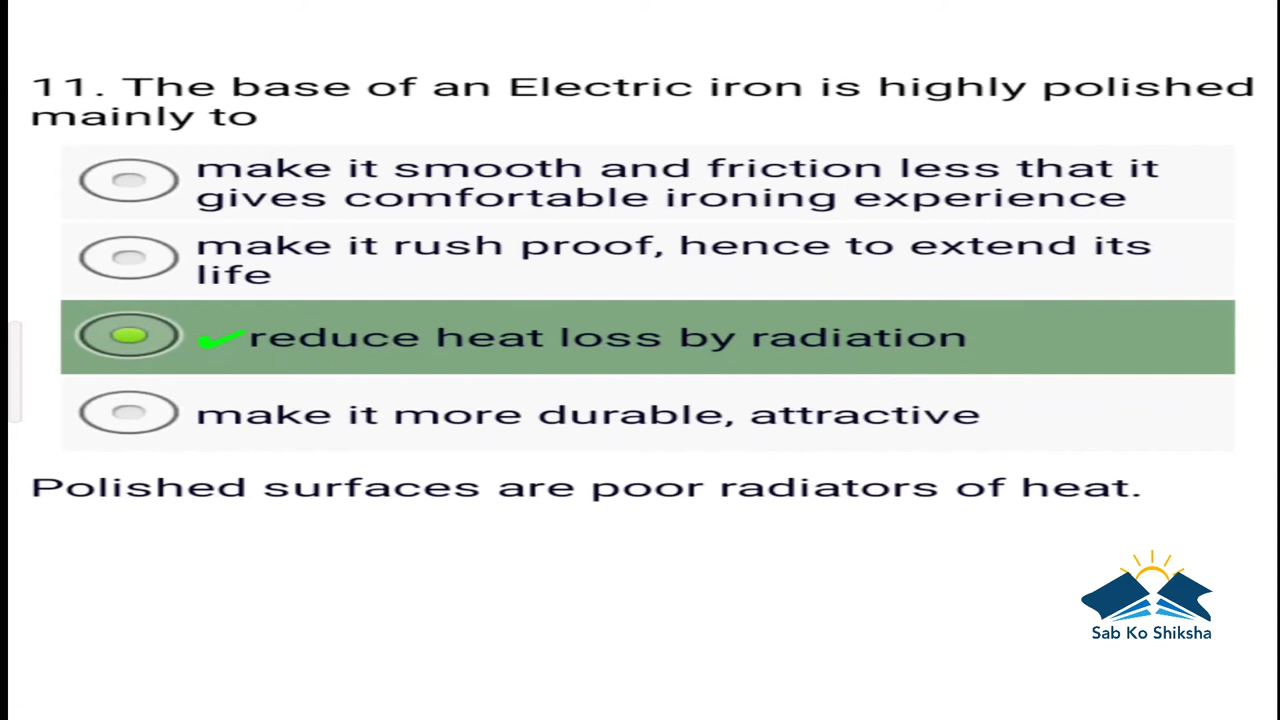 11. The base of an Electric iron is highly polished
mainly to
make it smooth and friction less that it
gives comfortable ironing experience
make it rush proof, hence to extend its
life
reduce heat loss by radiation
make it more durable, attractive
Polished surfaces are poor radiators of heat.
Sab Ko Shiksha